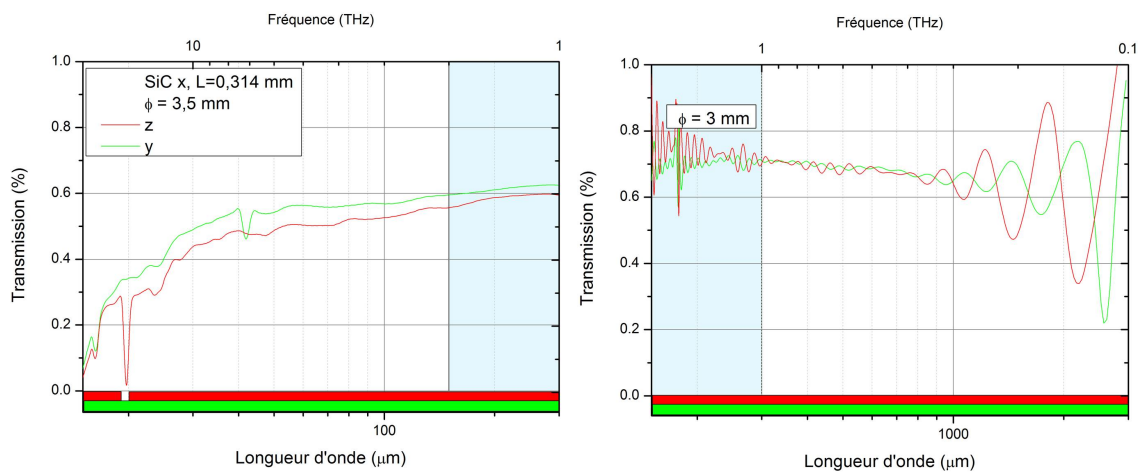 Fréquence (THz)
10
1
1.0
0.8
0.6
0.4
0.2
0.0
Transmission (%)
SiC x, L=0,314 mm
ϕ = 3,5 mm
z
y
100
Longueur d'onde (μm)
Fréquence (THz)
1
0.1
1.0
0.8
0.6
0.4
0.2
0.0
Transmission (%)
ϕ = 3 mm
1000
Longueur d'onde (μm)